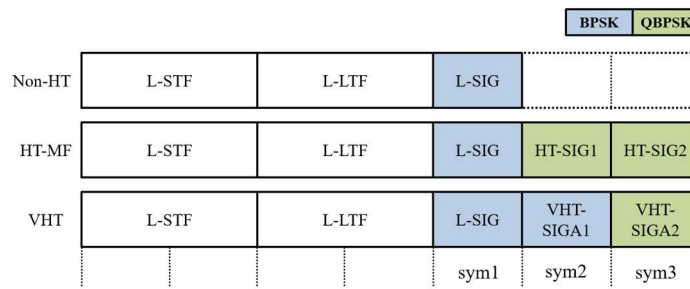 BPSK QBPSK
Non-HT L-STF L-LTF L-SIG
HT-MF L-STF L-LTF L-SIG HT-SIG1 HT-SIG2
VHT L-STF L-LTF L-SIG VHT-SIGA1 VHT-SIGA2
sym1 sym2 sym3